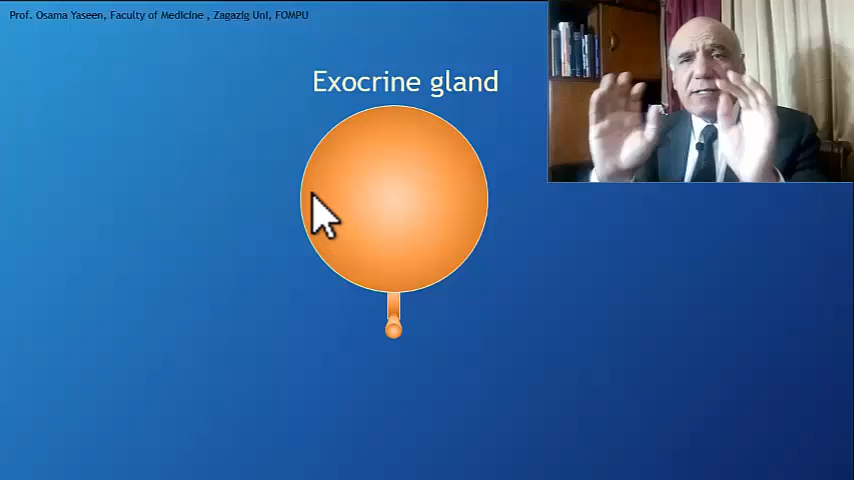 Prof. Osama Yaseen, Faculty of Medicine , Zagazig Uni, FOMPU
Exocrine gland